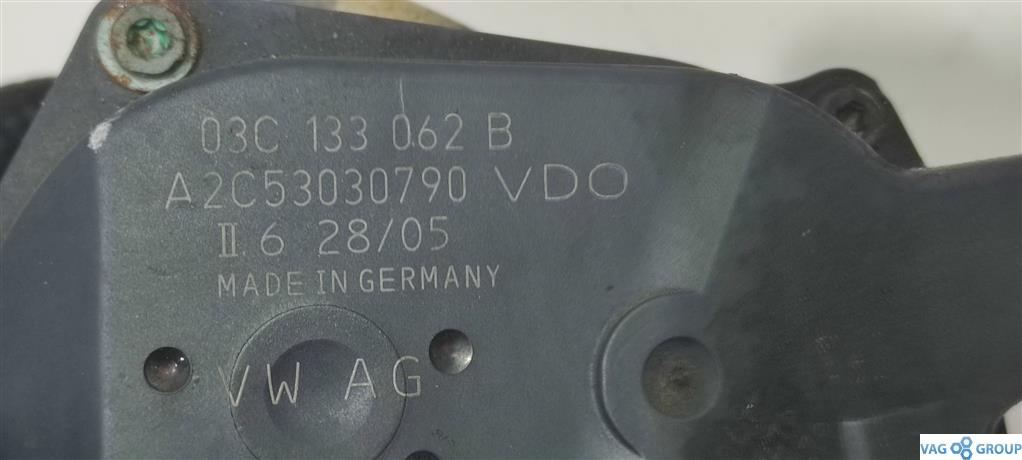 03C 133 062 B
A2C53030790 VDO
II 6 28/05
MADE IN GERMANY
VW AG
VAG GROUP